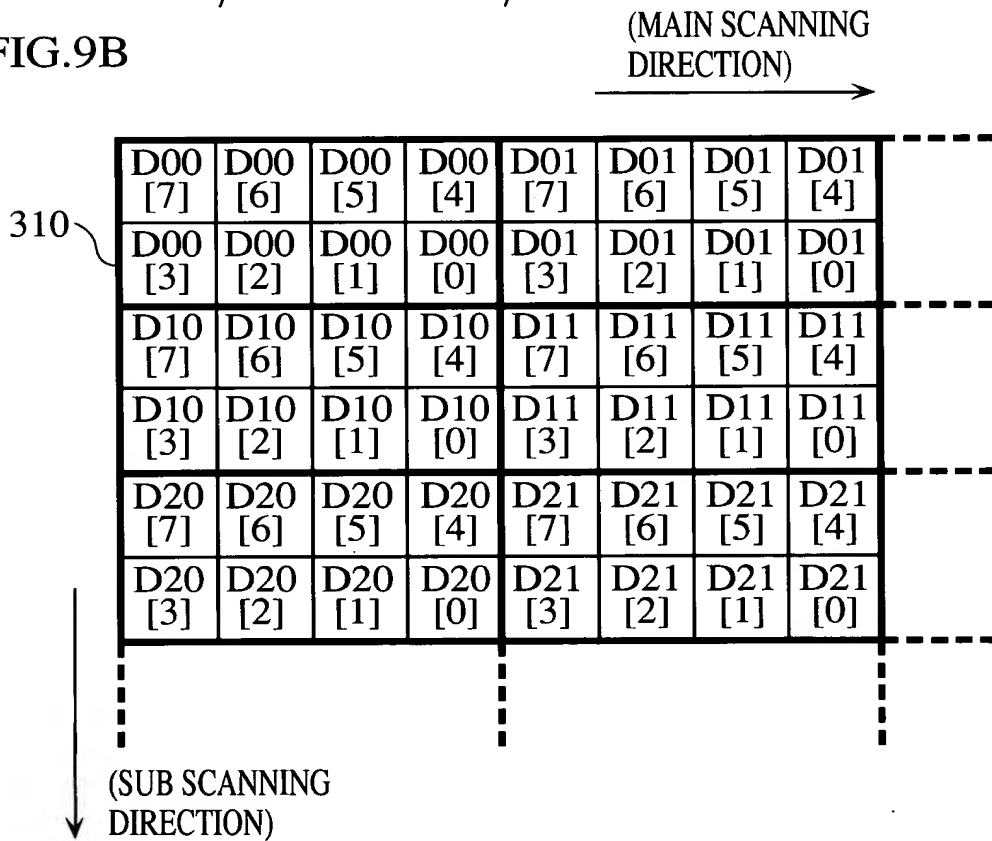 FIG.9B
(MAIN SCANNING
DIRECTION)
310
D00 D00 D00 D00 D01 D01 D01 D01
[7] [6] [5] [4] [7] [6] [5] [4]
D00 D00 D00 D00 D01 D01 D01 D01
[3] [2] [1] [0] [3] [2] [1] [0]
D10 D10 D10 D10 D11 D11 D11 D11
[7] [6] [5] [4] [7] [6] [5] [4]
D10 D10 D10 D10 D11 D11 D11 D11
[3] [2] [1] [0] [3] [2] [1] [0]
D20 D20 D20 D20 D21 D21 D21 D21
[7] [6] [5] [4] [7] [6] [5] [4]
D20 D20 D20 D20 D21 D21 D21 D21
[3] [2] [1] [0] [3] [2] [1] [0]
(SUB SCANNING
DIRECTION)